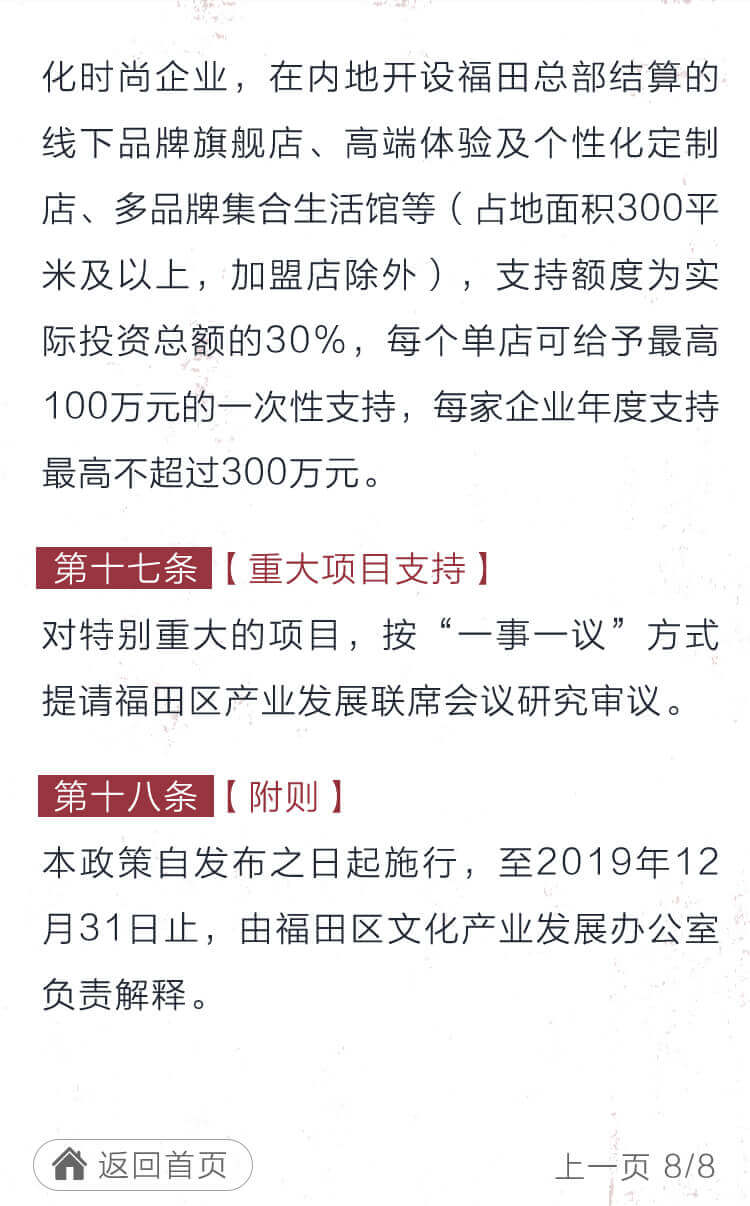 化时尚企业，在内地开设福田总部结算的
线下品牌旗舰店、高端体验及个性化定制
店、多品牌集合生活馆等（占地面积300平
米及以上，加盟店除外），支持额度为实
际投资总额的30%，每个单店可给予最高
100万元的一次性支持，每家企业年度支持
最高不超过300万元。
第十七条【重大项目支持】
对特别重大的项目，按“一事一议”方式
提请福田区产业发展联席会议研究审议。
第十八条【附则】
本政策自发布之日起施行，至2019年12
月31日止，由福田区文化产业发展办公室
负责解释。
返回首页 上一页 8/8